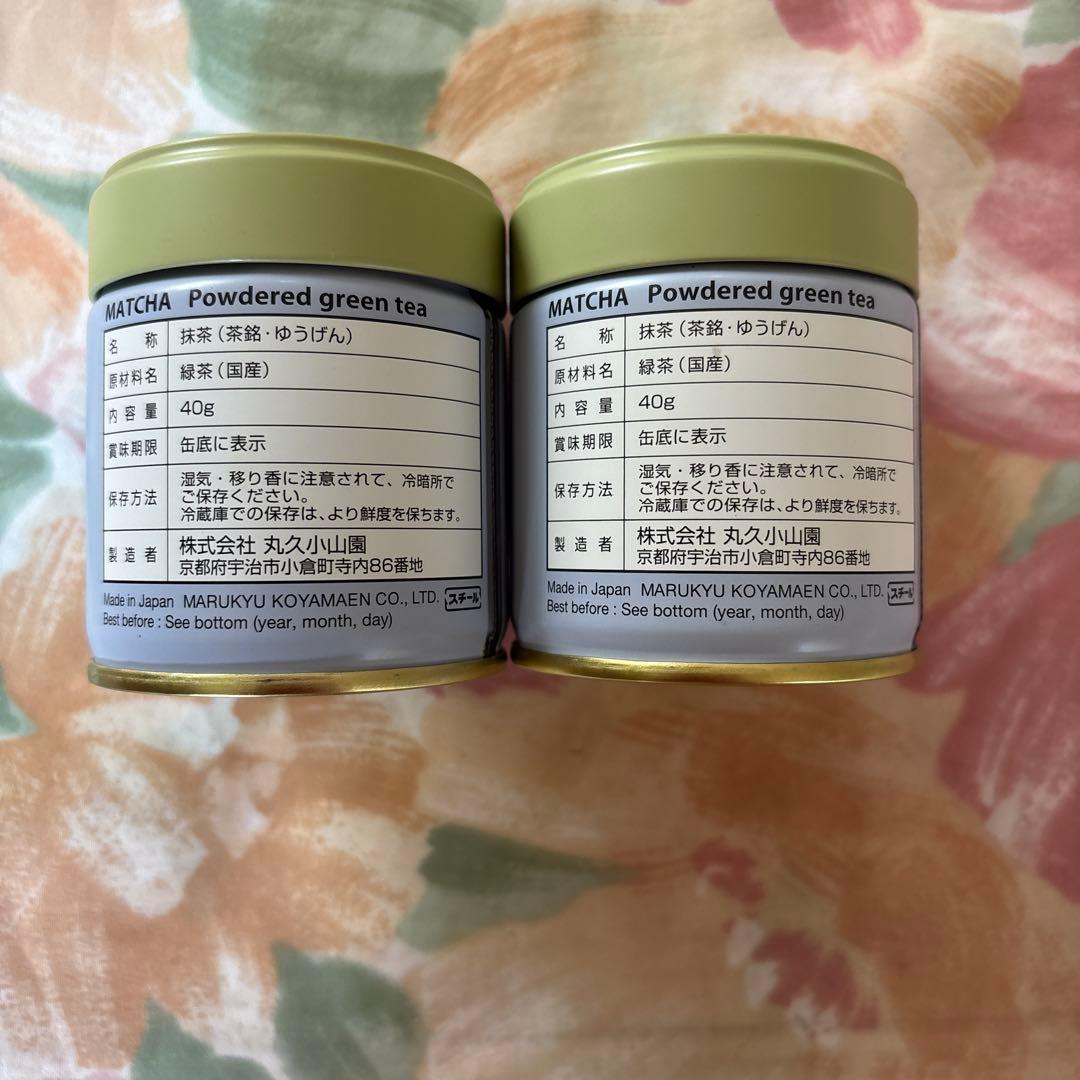 MATCHA Powdered green tea
名称 抹茶(茶銘・ゆうげん)
原材料名 緑茶(国産)
内容量 40g
賞味期限 缶底に表示
保存方法 湿気・移り香に注意されて、冷暗所で
ご保存ください。
冷蔵庫での保存は、より鮮度を保ちます。
製造者 株式会社 丸久小山園
京都府宇治市小倉町寺内86番地
Made in Japan MARUKYU KOYAMAEN CO., LTD. スチール
Best before : See bottom (year, month, day)
MATCHA Powdered green tea
名称 抹茶(茶銘・ゆうげん)
原材料名 緑茶(国産)
内容量 40g
賞味期限 缶底に表示
保存方法 湿気・移り香に注意されて、冷暗所で
ご保存ください。
冷蔵庫での保存は、より鮮度を保ちます。
製造者 株式会社 丸久小山園
京都府宇治市小倉町寺内86番地
Made in Japan MARUKYU KOYAMAEN CO., LTD. スチール
Best before : See bottom (year, month, day)